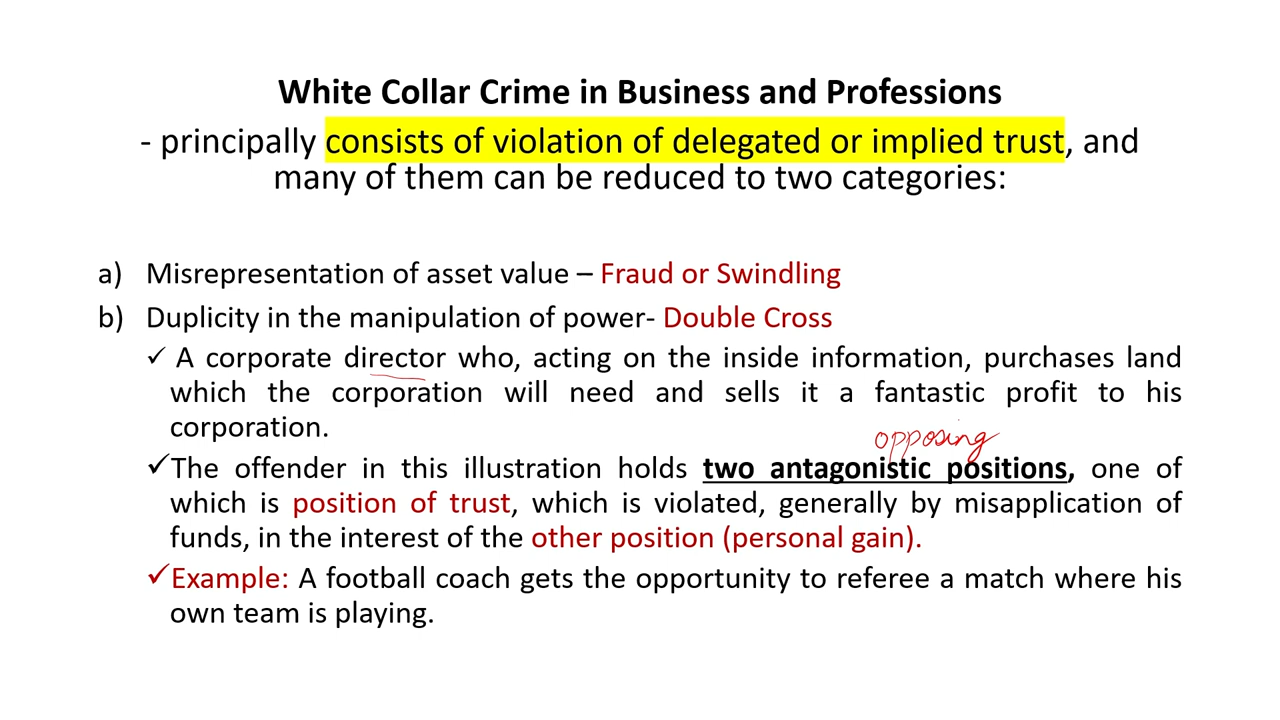 White Collar Crime in Business and Professions
- principally consists of violation of delegated or implied trust, and
many of them can be reduced to two categories:
a) Misrepresentation of asset value – Fraud or Swindling
b) Duplicity in the manipulation of power- Double Cross
✓ A corporate director who, acting on the inside information, purchases land
which the corporation will need and sells it a fantastic profit to his
corporation.
opposing
✓The offender in this illustration holds two antagonistic positions, one of
which is position of trust, which is violated, generally by misapplication of
funds, in the interest of the other position (personal gain).
✓Example: A football coach gets the opportunity to referee a match where his
own team is playing.